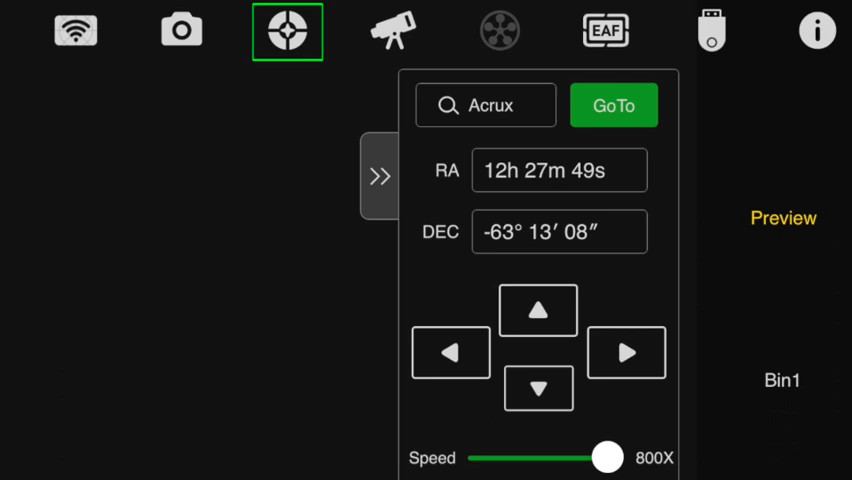 EAF
Acrux
GoTo
RA 12h 27m 49s
DEC -63° 13′ 08″
Preview
Bin1
Speed 800X